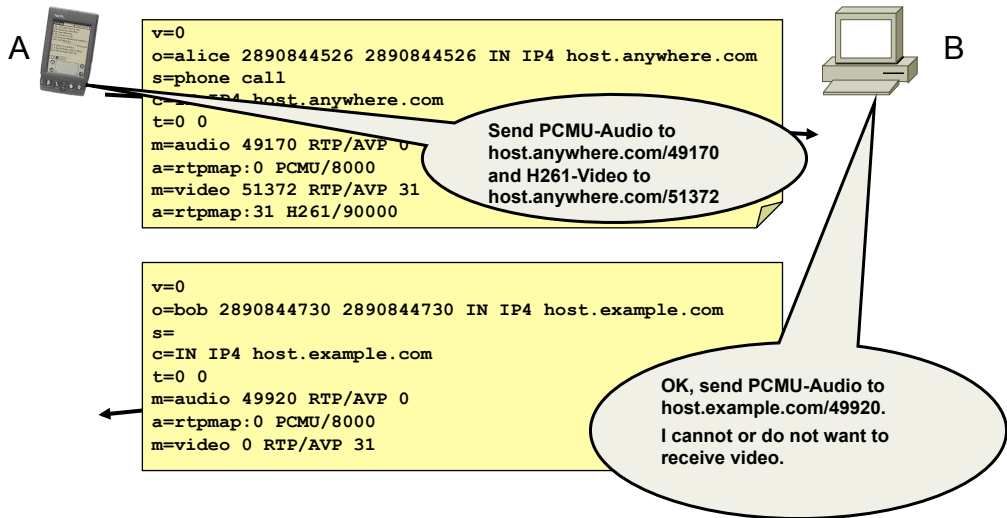 A
v=0
o=alice 2890844526 2890844526 IN IP4 host.anywhere.com
s=phone call
c=IN IP4 host.anywhere.com
t=0 0
m=audio 49170 RTP/AVP 0
a=rtpmap:0 PCMU/8000
m=video 51372 RTP/AVP 31
a=rtpmap:31 H261/90000
Send PCMU-Audio to
host.anywhere.com/49170
and H261-Video to
host.anywhere.com/51372
B
v=0
o=bob 2890844730 2890844730 IN IP4 host.example.com
s=
c=IN IP4 host.example.com
t=0 0
m=audio 49920 RTP/AVP 0
a=rtpmap:0 PCMU/8000
m=video 0 RTP/AVP 31
OK, send PCMU-Audio to
host.example.com/49920.
I cannot or do not want to
receive video.